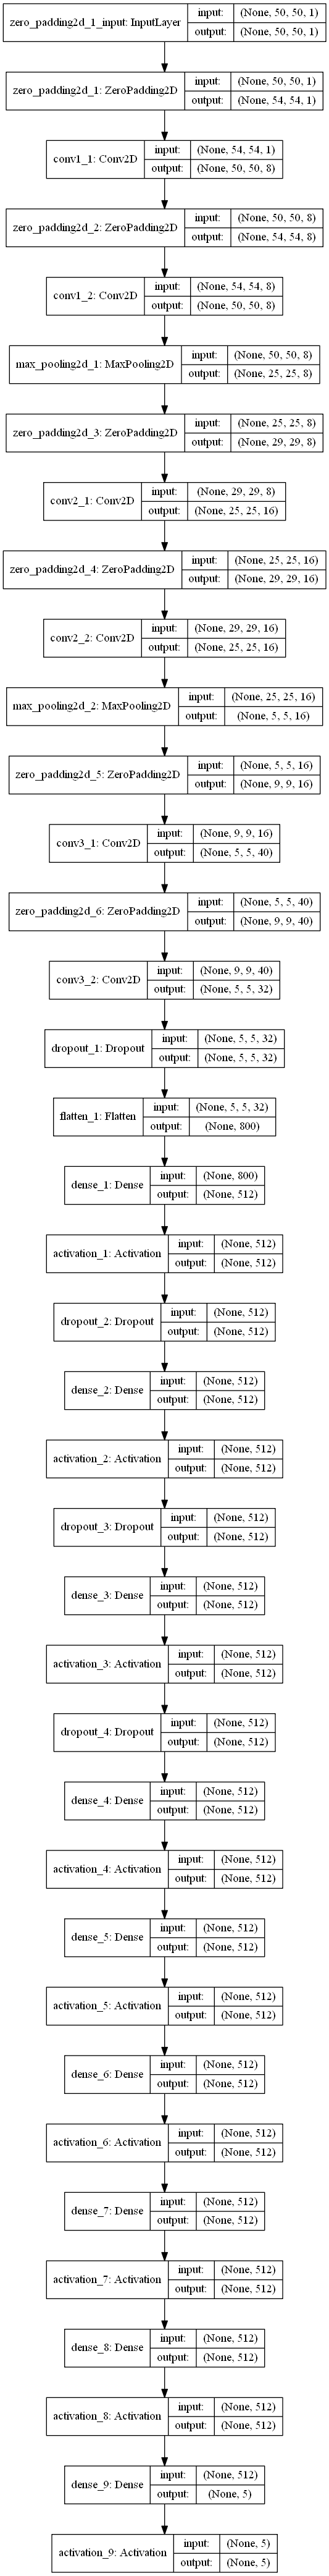 zero_padding2d_1_input: InputLayer
input: (None, 50, 50, 1)
output: (None, 50, 50, 1)
zero_padding2d_1: ZeroPadding2D
input: (None, 50, 50, 1)
output: (None, 54, 54, 1)
conv1_1: Conv2D
input: (None, 54, 54, 1)
output: (None, 50, 50, 8)
zero_padding2d_2: ZeroPadding2D
input: (None, 50, 50, 8)
output: (None, 54, 54, 8)
conv1_2: Conv2D
input: (None, 54, 54, 8)
output: (None, 50, 50, 8)
max_pooling2d_1: MaxPooling2D
input: (None, 50, 50, 8)
output: (None, 25, 25, 8)
zero_padding2d_3: ZeroPadding2D
input: (None, 25, 25, 8)
output: (None, 29, 29, 8)
conv2_1: Conv2D
input: (None, 29, 29, 8)
output: (None, 25, 25, 16)
zero_padding2d_4: ZeroPadding2D
input: (None, 25, 25, 16)
output: (None, 29, 29, 16)
conv2_2: Conv2D
input: (None, 29, 29, 16)
output: (None, 25, 25, 16)
max_pooling2d_2: MaxPooling2D
input: (None, 25, 25, 16)
output: (None, 5, 5, 16)
zero_padding2d_5: ZeroPadding2D
input: (None, 5, 5, 16)
output: (None, 9, 9, 16)
conv3_1: Conv2D
input: (None, 9, 9, 16)
output: (None, 5, 5, 40)
zero_padding2d_6: ZeroPadding2D
input: (None, 5, 5, 40)
output: (None, 9, 9, 40)
conv3_2: Conv2D
input: (None, 9, 9, 40)
output: (None, 5, 5, 32)
dropout_1: Dropout
input: (None, 5, 5, 32)
output: (None, 5, 5, 32)
flatten_1: Flatten
input: (None, 5, 5, 32)
output: (None, 800)
dense_1: Dense
input: (None, 800)
output: (None, 512)
activation_1: Activation
input: (None, 512)
output: (None, 512)
dropout_2: Dropout
input: (None, 512)
output: (None, 512)
dense_2: Dense
input: (None, 512)
output: (None, 512)
activation_2: Activation
input: (None, 512)
output: (None, 512)
dropout_3: Dropout
input: (None, 512)
output: (None, 512)
dense_3: Dense
input: (None, 512)
output: (None, 512)
activation_3: Activation
input: (None, 512)
output: (None, 512)
dropout_4: Dropout
input: (None, 512)
output: (None, 512)
dense_4: Dense
input: (None, 512)
output: (None, 512)
activation_4: Activation
input: (None, 512)
output: (None, 512)
dense_5: Dense
input: (None, 512)
output: (None, 512)
activation_5: Activation
input: (None, 512)
output: (None, 512)
dense_6: Dense
input: (None, 512)
output: (None, 512)
activation_6: Activation
input: (None, 512)
output: (None, 512)
dense_7: Dense
input: (None, 512)
output: (None, 512)
activation_7: Activation
input: (None, 512)
output: (None, 512)
dense_8: Dense
input: (None, 512)
output: (None, 512)
activation_8: Activation
input: (None, 512)
output: (None, 512)
dense_9: Dense
input: (None, 512)
output: (None, 5)
activation_9: Activation
input: (None, 5)
output: (None, 5)